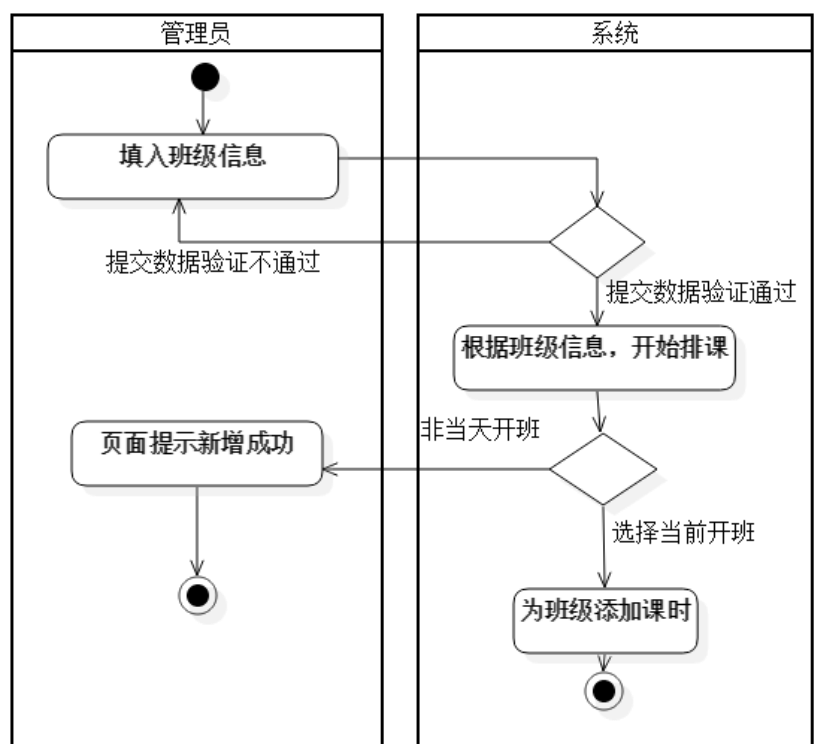 管理员
系统
填入班级信息
提交数据验证不通过
提交数据验证通过
根据班级信息，开始排课
非当天开班
页面提示新增成功
选择当前开班
为班级添加课时